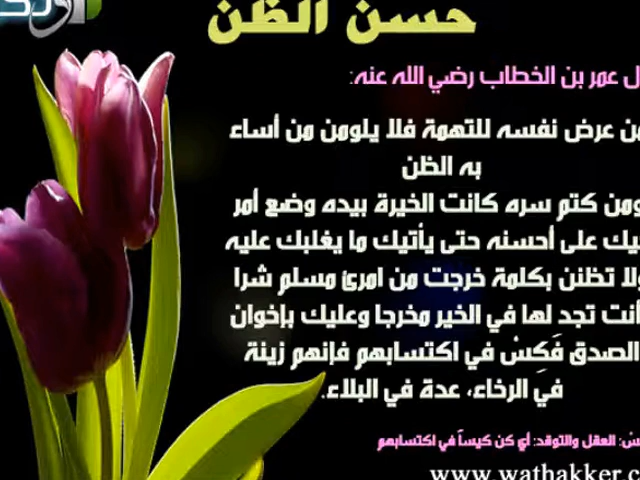 حسن الظن
ل عمر بن الخطاب رضي الله عنه:
من عرض نفسه للتهمة فلا يلومن من أساء
به الظن
ومن كتم سره كانت الخيرة بيده وضع أمر
يك على أحسنه حتى يأتيك ما يغلبك عليه
ولا تظنن بكلمة خرجت من امرئ مسلم شرا
أنت تجد لها في الخير مخرجا وعليك بإخوان
الصدق فَكِسْ في اكتسابهم فإنهم زينة
في الرخاء، عدة في البلاء.
سْ: العقل والتوقد: أي كن كيساً في اكتسابهم
www.wathakker.c